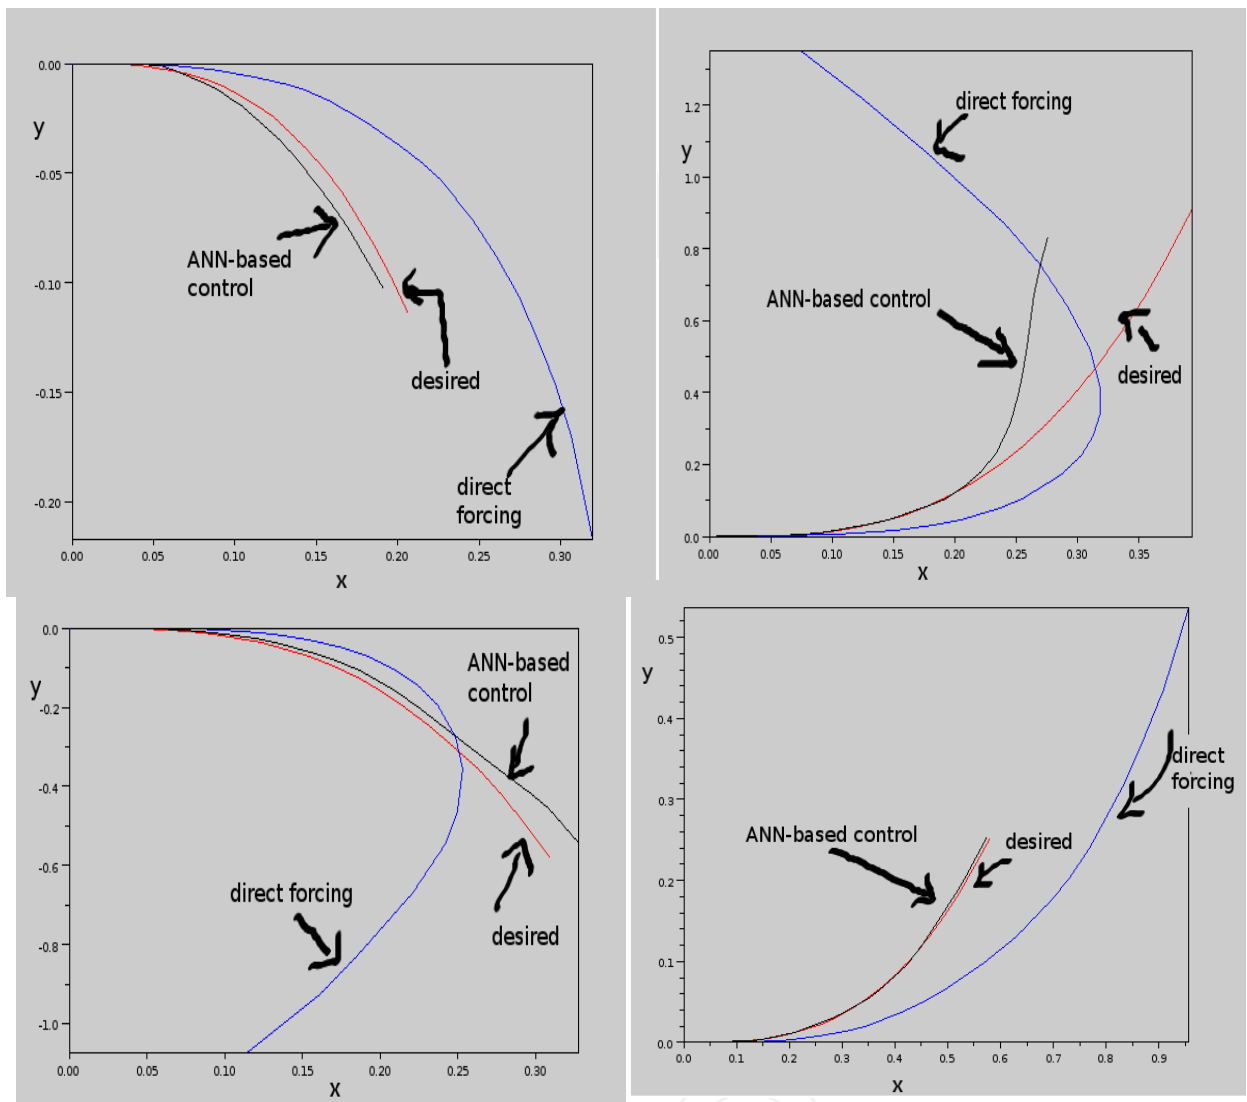 0.00
y
-0.05
-0.10
-0.15
-0.20
ANN-based
control
desired
direct
forcing
0.00 0.05 0.10 0.15 0.20 0.25 0.30
x
direct forcing
1.2
y
1.0
0.8
0.6
0.4
0.2
0.0
ANN-based control
desired
0.00 0.05 0.10 0.15 0.20 0.25 0.30 0.35
x
0.0
y
-0.2
-0.4
-0.6
-0.8
-1.0
ANN-based
control
direct forcing
desired
0.00 0.05 0.10 0.15 0.20 0.25 0.30
x
0.5
y
0.4
0.3
0.2
0.1
0.0
direct
forcing
ANN-based control
desired
0.0 0.1 0.2 0.3 0.4 0.5 0.6 0.7 0.8 0.9
x